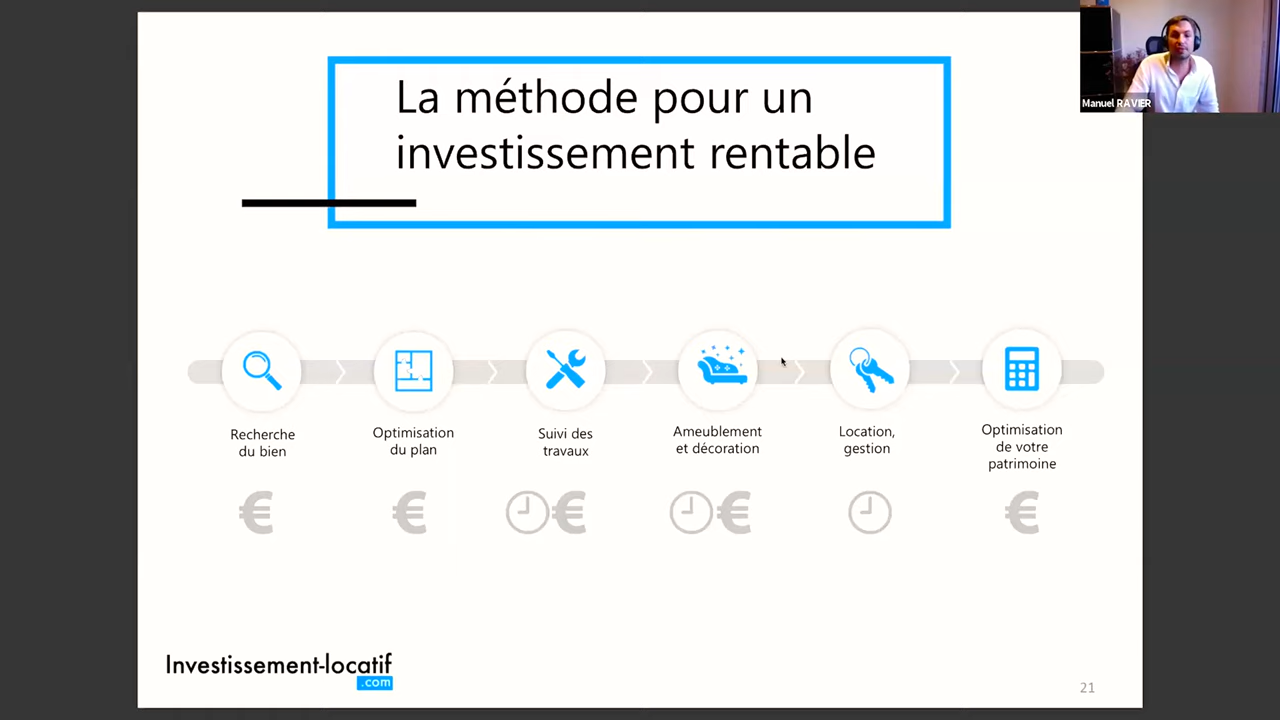 La méthode pour un
investissement rentable
Manuel RAVIER
Recherche
du bien
Optimisation
du plan
Suivi des
travaux
Ameublement
et décoration
Location,
gestion
Optimisation
de votre
patrimoine
€
€
€
€
€
Investissement-locatif
.com
21